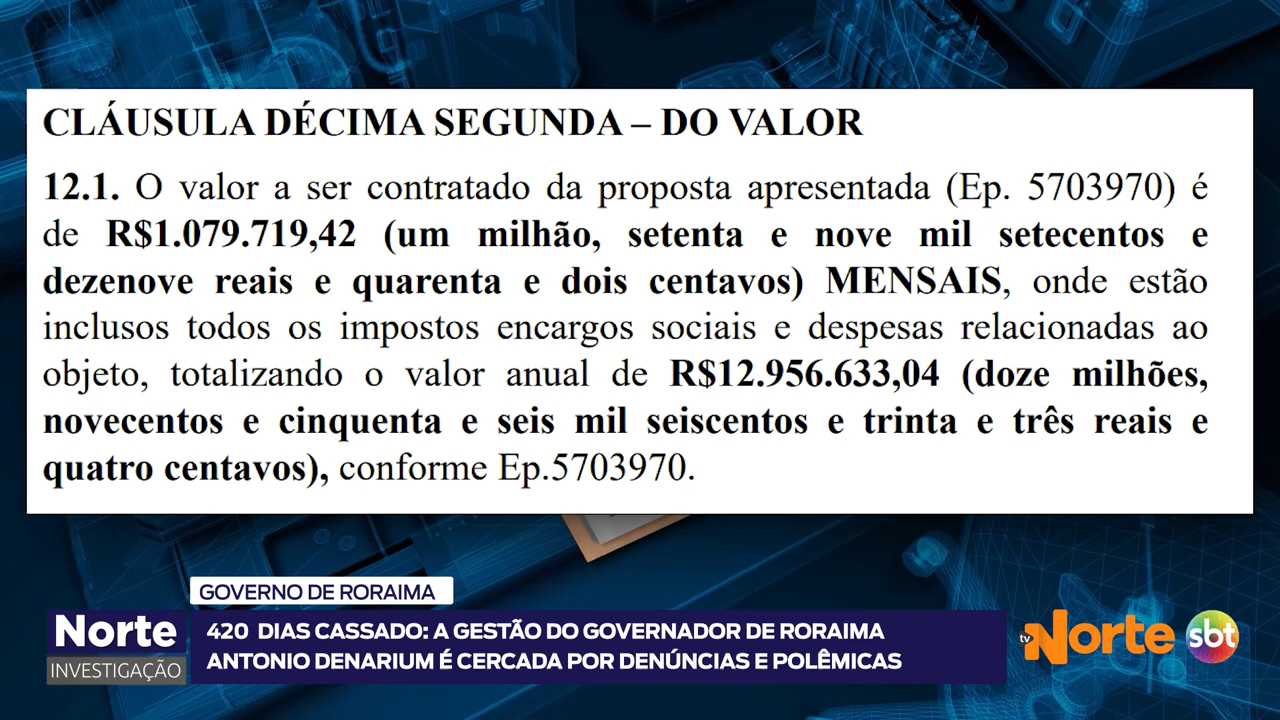 CLÁUSULA DÉCIMA SEGUNDA – DO VALOR
12.1. O valor a ser contratado da proposta apresentada (Ep. 5703970) é
de R$1.079.719,42 (um milhão, setenta e nove mil setecentos e
dezenove reais e quarenta e dois centavos) MENSAIS, onde estão
inclusos todos os impostos encargos sociais e despesas relacionadas ao
objeto, totalizando o valor anual de R$12.956.633,04 (doze milhões,
novecentos e cinquenta e seis mil seiscentos e trinta e três reais e
quatro centavos), conforme Ep.5703970.
GOVERNO DE RORAIMA
Norte
INVESTIGAÇÃO
420 DIAS CASSADO: A GESTÃO DO GOVERNADOR DE RORAIMA
ANTONIO DENARIUM É CERCADA POR DENÚNCIAS E POLÊMICAS
tv Norte sbt